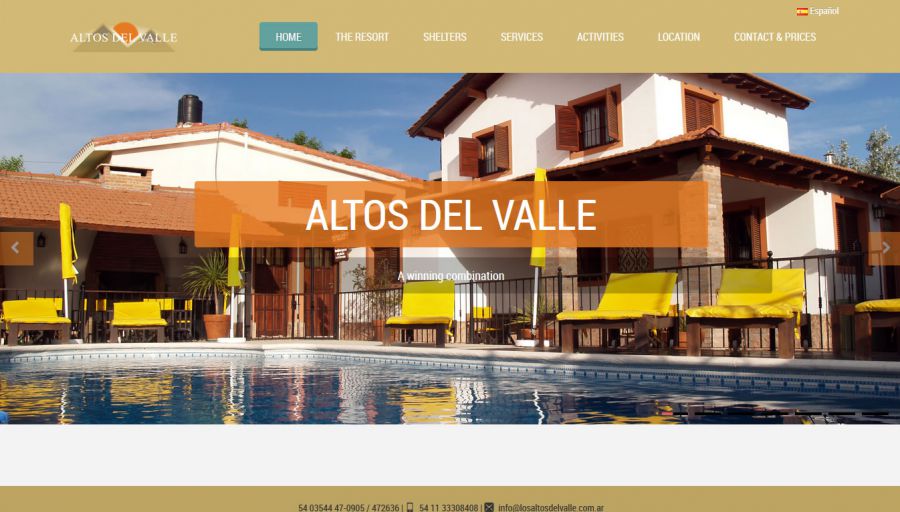 Español
ALTOS DEL VALLE
HOME THE RESORT SHELTERS SERVICES ACTIVITIES LOCATION CONTACT & PRICES
ALTOS DEL VALLE
A winning combination
54 03544 47-0905 / 472636 | 54 11 33308408 | info@losaltosdelvalle.com.ar